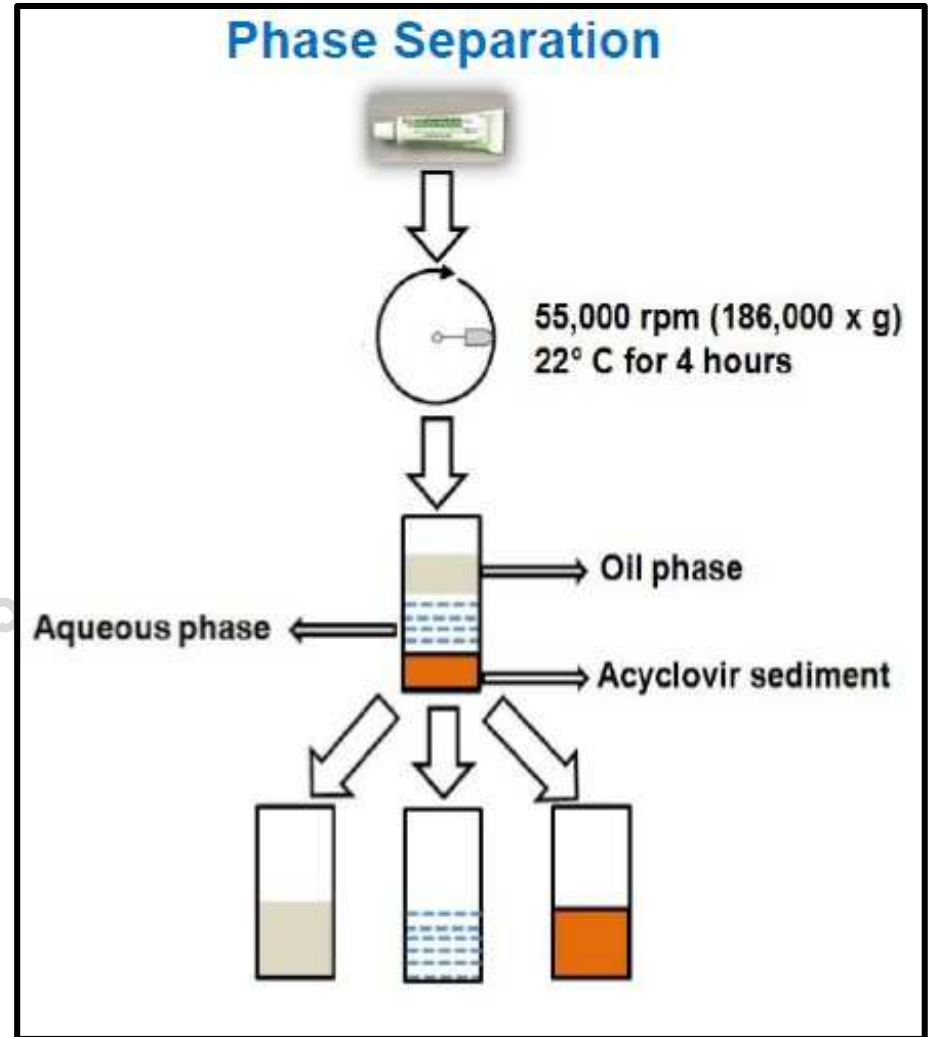 Phase Separation
55,000 rpm (186,000 x g)
22° C for 4 hours
Oil phase
Aqueous phase
Acyclovir sediment